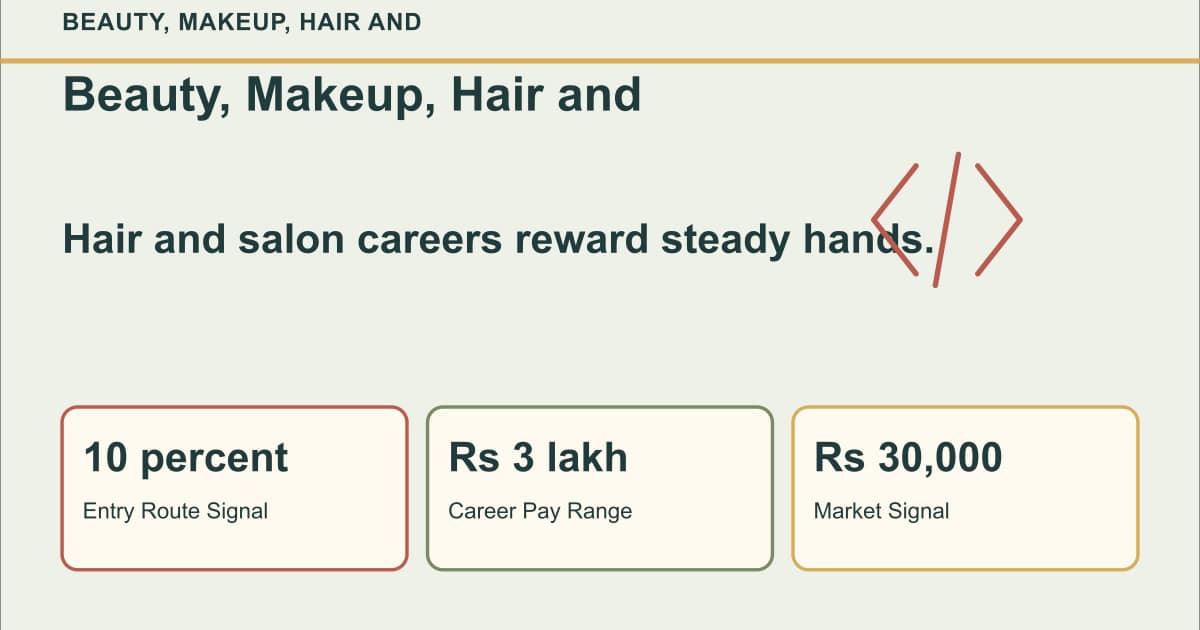 BEAUTY, MAKEUP, HAIR AND
Beauty, Makeup, Hair and
Hair and salon careers reward steady hands.
10 percent
Entry Route Signal
Rs 3 lakh
Career Pay Range
Rs 30,000
Market Signal